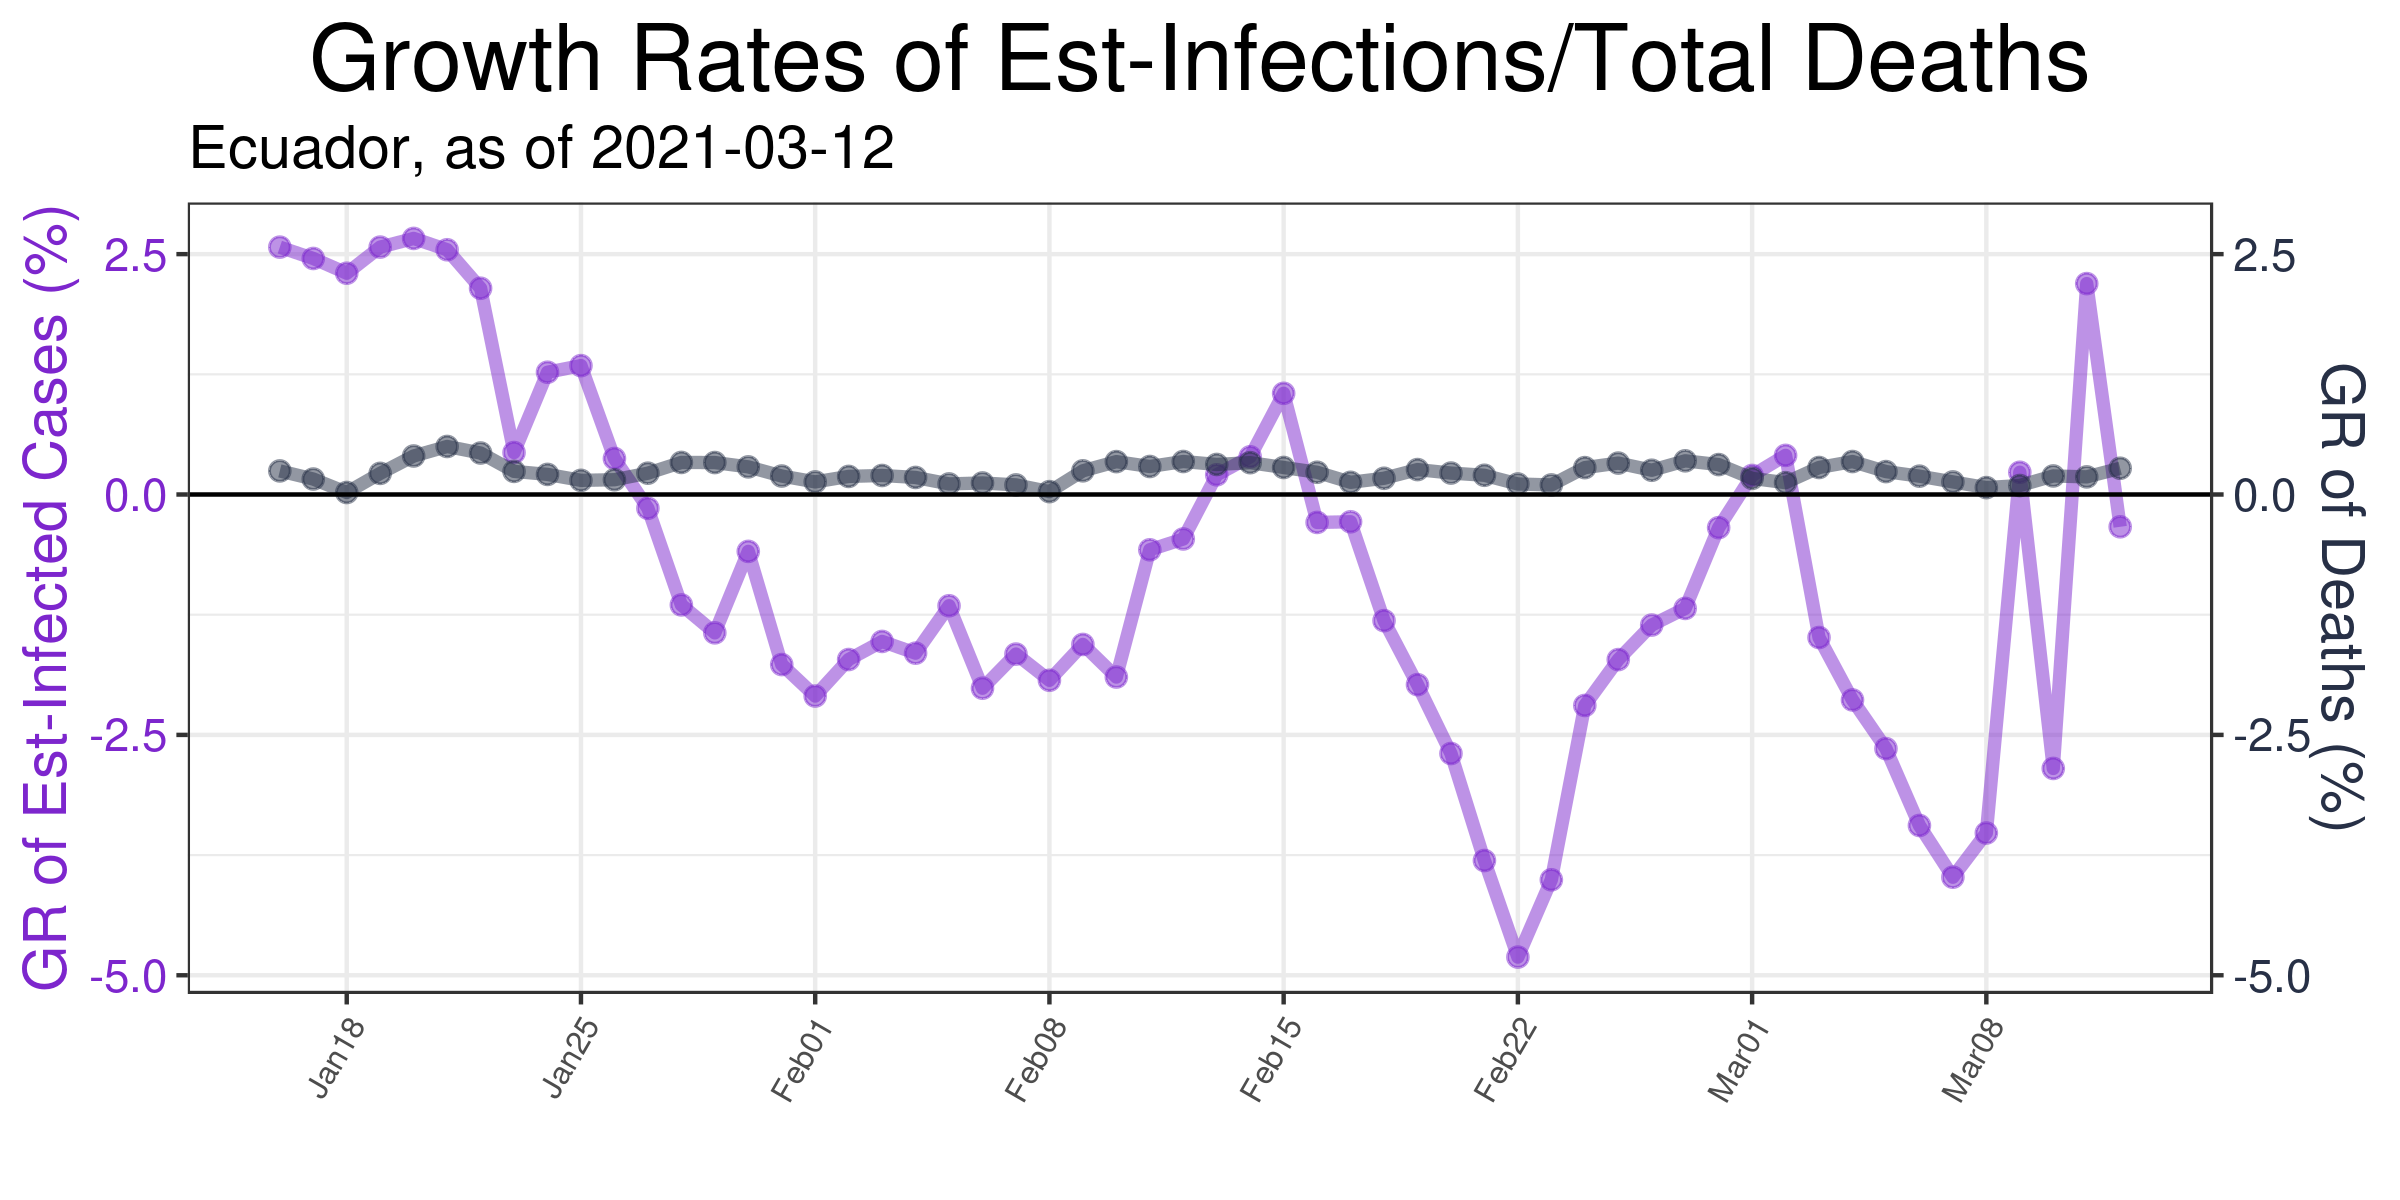 Growth Rates of Est-Infections/Total Deaths
Ecuador, as of 2021-03-12
GR of Est-Infected Cases (%)
2.5
0.0
-2.5
-5.0
2.5
0.0
-2.5
-5.0
GR of Deaths (%)
Jan18
Jan25
Feb01
Feb08
Feb15
Feb22
Mar01
Mar08